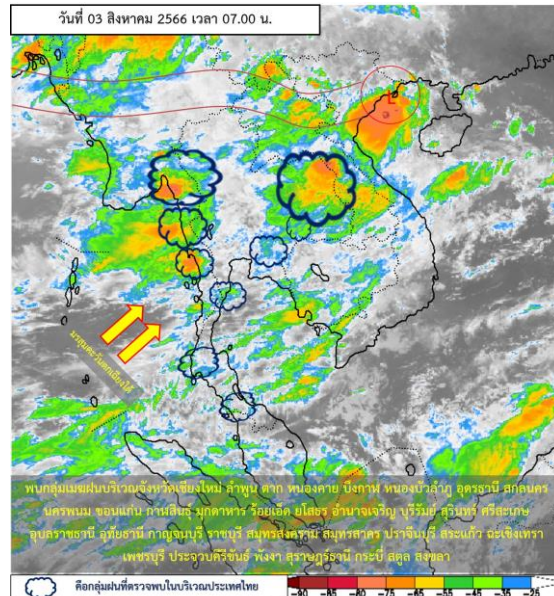 วันที่ 03 สิงหาคม 2566 เวลา 07.00 น.
L
มรสุมตะวันตกเฉียงใต้
พบกลุ่มเมฆฝนบริเวณจังหวัดเชียงใหม่ ลำพูน ตาก หนองคาย บึงกาฬ หนองบัวลำภู อุดรธานี สกลนคร
นครพนม ขอนแก่น กาฬสินธุ์ มุกดาหาร ร้อยเอ็ด ยโสธร อำนาจเจริญ บุรีรัมย์ สุรินทร์ ศรีสะเกษ
อุบลราชธานี อุทัยธานี กาญจนบุรี ราชบุรี สมุทรสงคราม สมุทรสาคร ปราจีนบุรี สระแก้ว ฉะเชิงเทรา
เพชรบุรี ประจวบคีรีขันธ์ พังงา สุราษฎร์ธานี กระบี่ สตูล สงขลา
คือกลุ่มฝนที่ตรวจพบในบริเวณประเทศไทย
-90 -85 -80 -75 -65 -55 -45 -35 -25